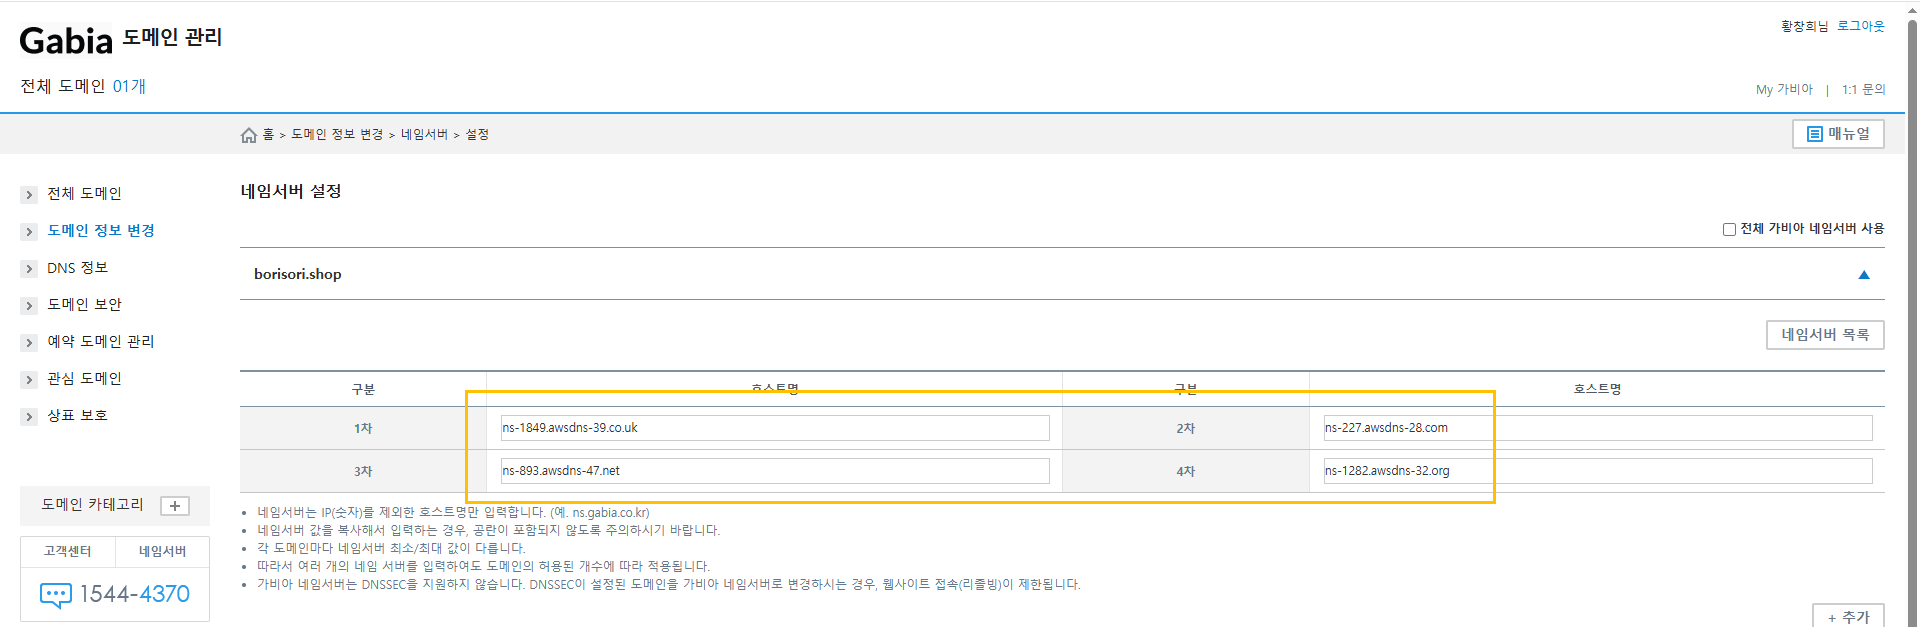 Gabia 도메인 관리
황창희님 로그아웃
전체 도메인 01개
My 가비아 | 1:1 문의
홈 > 도메인 정보 변경 > 네임서버 > 설정
매뉴얼
전체 도메인
도메인 정보 변경
DNS 정보
도메인 보안
예약 도메인 관리
관심 도메인
상표 보호
도메인 카테고리 +
고객센터 네임서버
1544-4370
네임서버 설정
전체 가비아 네임서버 사용
borisori.shop
네임서버 목록
구분 호스트명 구분 호스트명
1차 ns-1849.awsdns-39.co.uk 2차 ns-227.awsdns-28.com
3차 ns-893.awsdns-47.net 4차 ns-1282.awsdns-32.org
• 네임서버는 IP(숫자)를 제외한 호스트명만 입력합니다. (예. ns.gabia.co.kr)
• 네임서버 값을 복사해서 입력하는 경우, 공란이 포함되지 않도록 주의하시기 바랍니다.
• 각 도메인마다 네임서버 최소/최대 값이 다릅니다.
• 따라서 여러 개의 네임 서버를 입력하여도 도메인의 허용된 개수에 따라 적용됩니다.
• 가비아 네임서버는 DNSSEC을 지원하지 않습니다. DNSSEC이 설정된 도메인을 가비아 네임서버로 변경하시는 경우, 웹사이트 접속(리졸빙)이 제한됩니다.
+ 추가